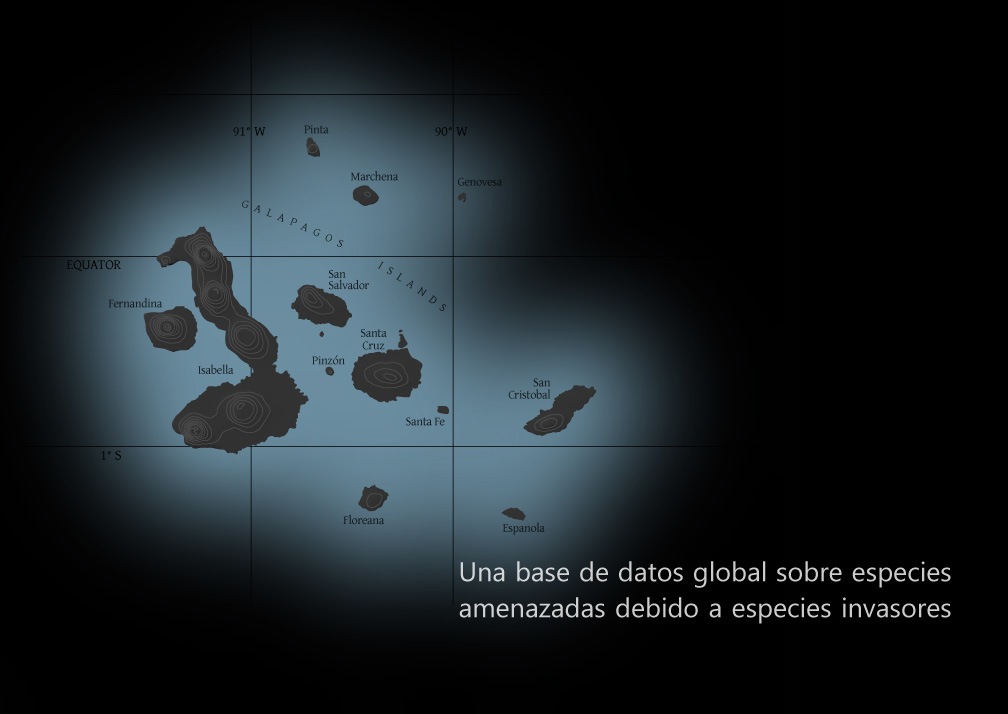 Pinta
91° W
90° W
Marchena
Genovesa
GALAPAGOS
ISLANDS
EQUATOR
San
Salvador
Fernandina
Santa
Cruz
Pinzón
Isabella
San
Cristobal
Santa Fe
1° S
Floreana
Espanola
Una base de datos global sobre especies
amenazadas debido a especies invasores